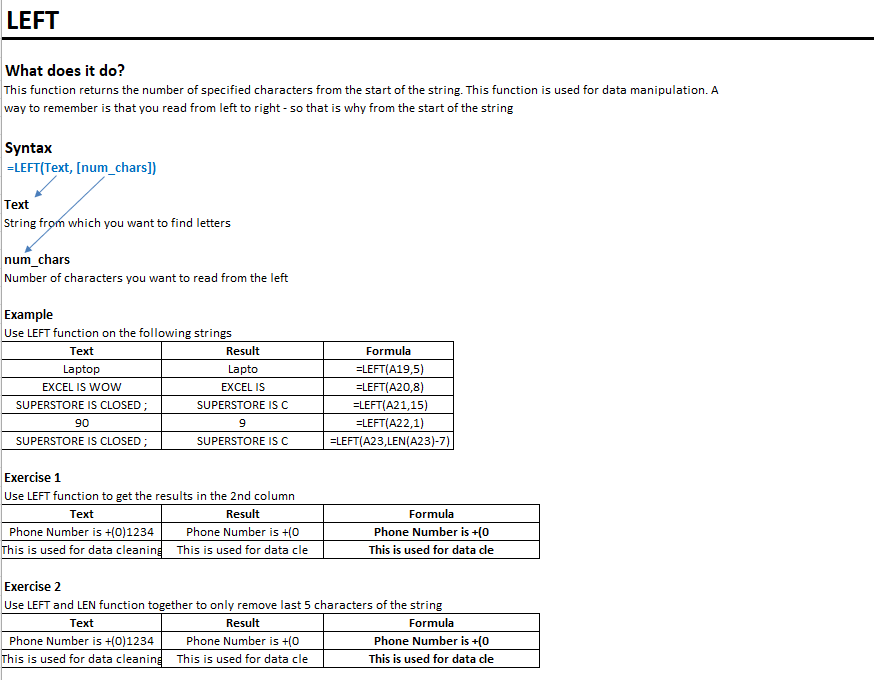 LEFT
What does it do?
This function returns the number of specified characters from the start of the string. This function is used for data manipulation. A
way to remember is that you read from left to right - so that is why from the start of the string
Syntax
=LEFT(Text, [num_chars])
Text
String from which you want to find letters
num_chars
Number of characters you want to read from the left
Example
Use LEFT function on the following strings
Text Result Formula
Laptop Lapto =LEFT(A19,5)
EXCEL IS WOW EXCEL IS =LEFT(A20,8)
SUPERSTORE IS CLOSED ; SUPERSTORE IS C =LEFT(A21,15)
90 9 =LEFT(A22,1)
SUPERSTORE IS CLOSED ; SUPERSTORE IS C =LEFT(A23,LEN(A23)-7)
Exercise 1
Use LEFT function to get the results in the 2nd column
Text Result Formula
Phone Number is +(0)1234 Phone Number is +(0 Phone Number is +(0
This is used for data cleaning This is used for data cle This is used for data cle
Exercise 2
Use LEFT and LEN function together to only remove last 5 characters of the string
Text Result Formula
Phone Number is +(0)1234 Phone Number is +(0 Phone Number is +(0
This is used for data cleaning This is used for data cle This is used for data cle